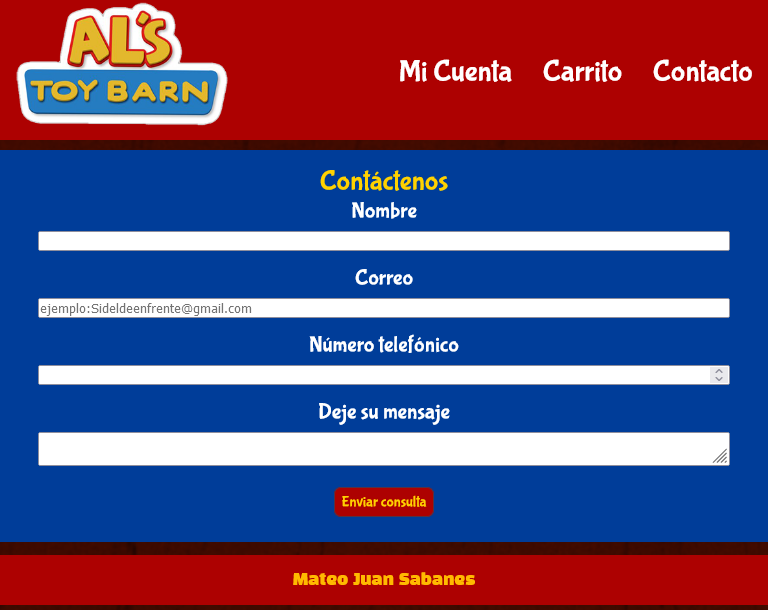 AL'S
TOY BARN
Mi Cuenta Carrito Contacto
Contáctenos
Nombre
Correo
ejemplo:Sideldeenfrente@gmail.com
Número telefónico
Deje su mensaje
Enviar consulta
Mateo Juan Sabanes